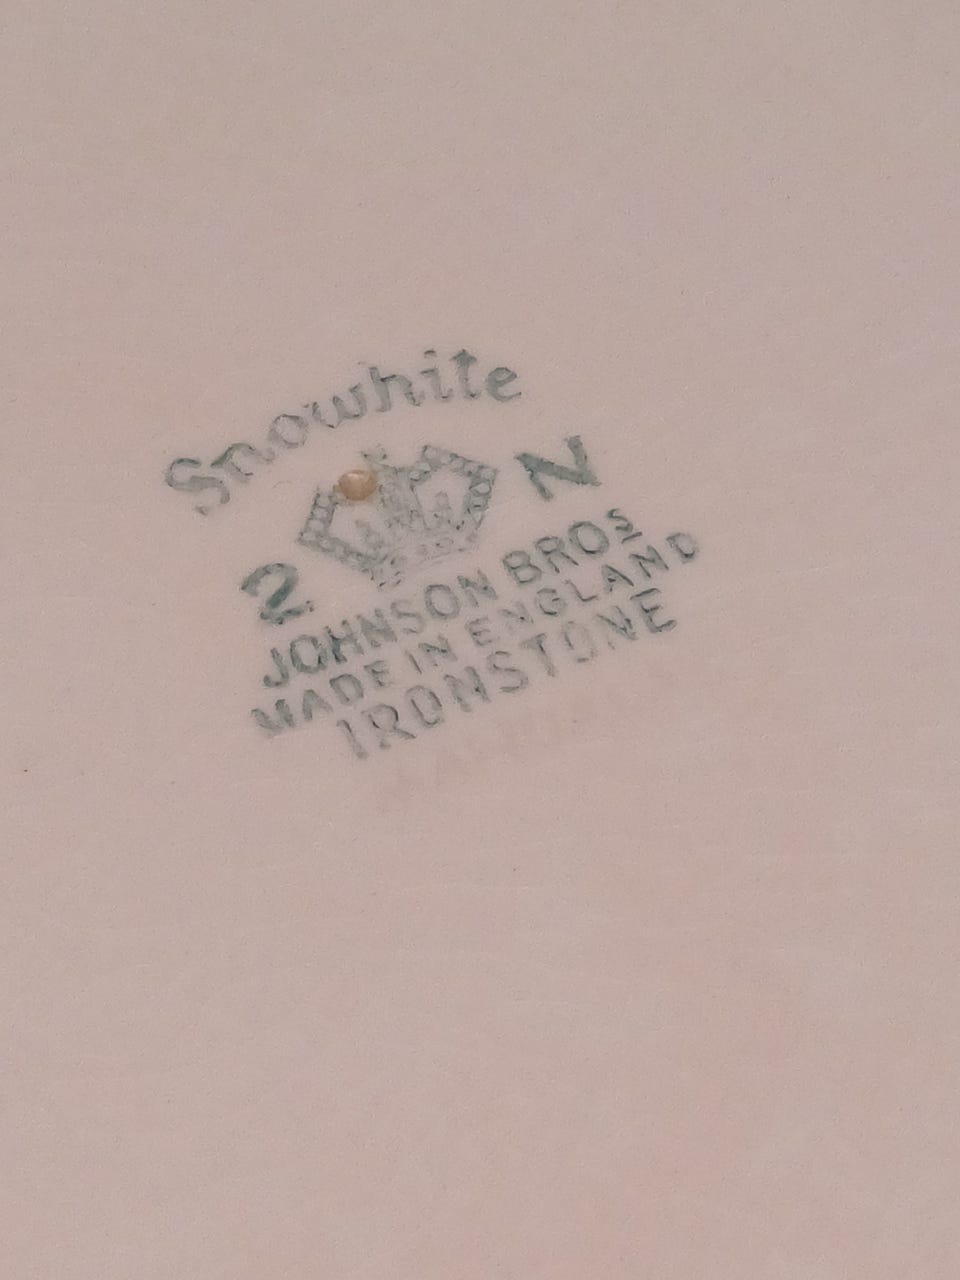 Snowhite
2 N
JOHNSON BROS
MADE IN ENGLAND
IRONSTONE